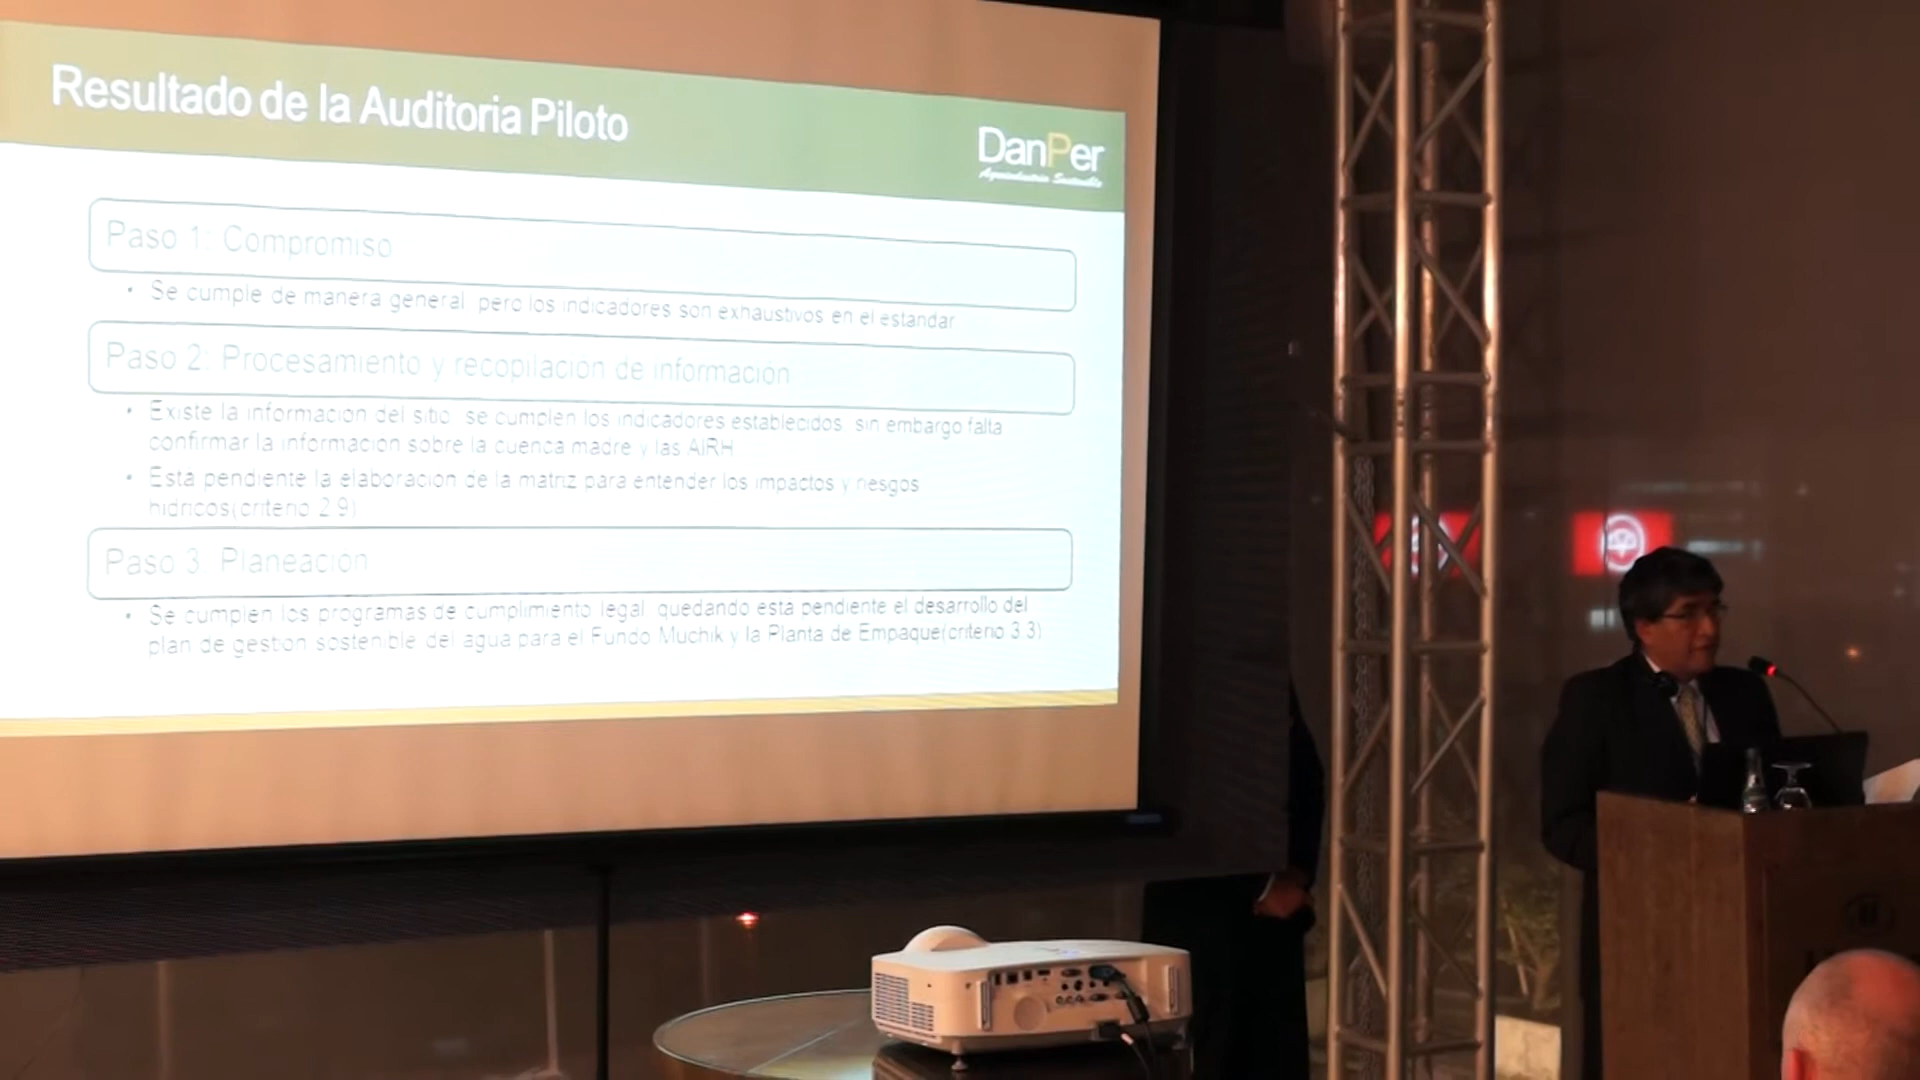 Resultado de la Auditoria Piloto
DanPer
Agroindustria Sostenible
Paso 1: Compromiso
• Se cumple de manera general pero los indicadores son exhaustivos en el estandar
Paso 2: Procesamiento y recopilacion de informacion
• Existe la informacion del sitio se cumplen los indicadores establecidos sin embargo falta
confirmar la informacion sobre la cuenca madre y las AIRH
• Esta pendiente la elaboracion de la matriz para entender los impactos y riesgos
hidricos(criterio 2.9)
Paso 3 Planeacion
• Se cumplen los programas de cumplimiento legal quedando esta pendiente el desarrollo del
plan de gestion sostenible del agua para el Fundo Muchik y la Planta de Empaque(criterio 3.3)